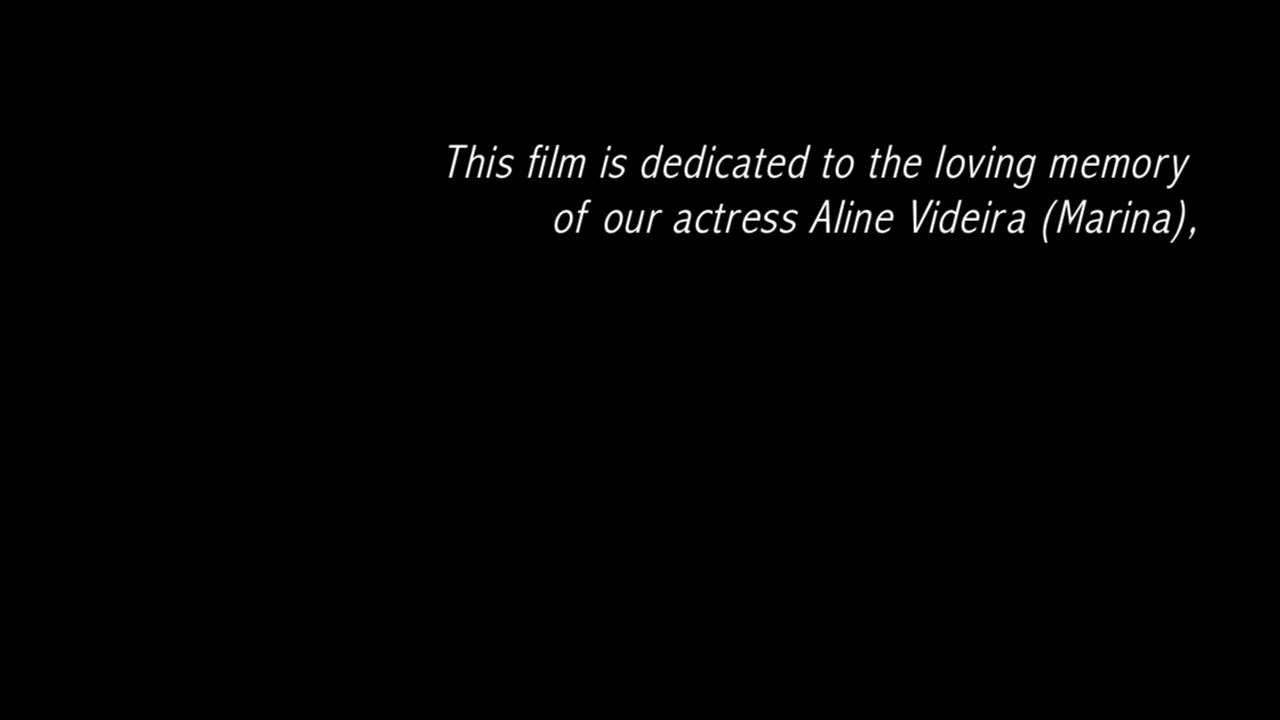 This film is dedicated to the loving memory
of our actress Aline Videira (Marina),